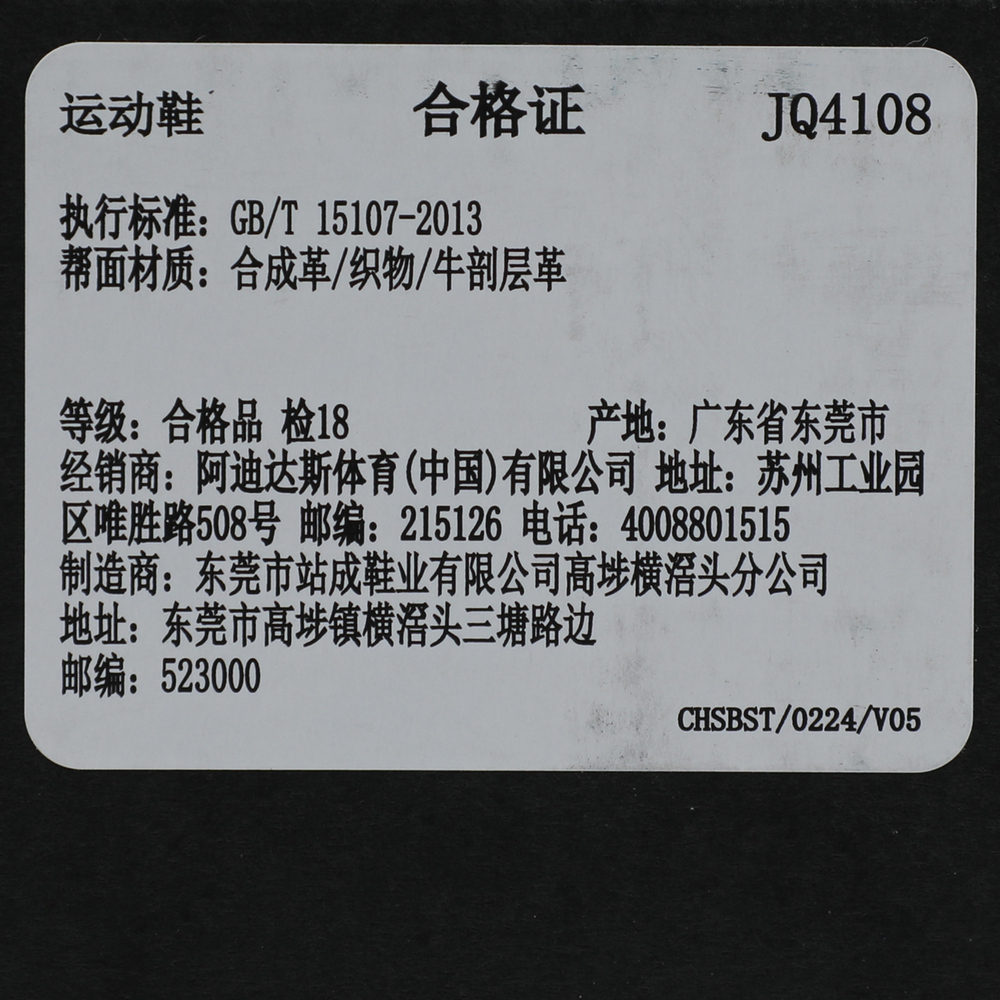 运动鞋 合格证 JQ4108
执行标准：GB/T 15107-2013
帮面材质：合成革/织物/牛剖层革
等级：合格品 检18 产地：广东省东莞市
经销商：阿迪达斯体育(中国)有限公司 地址：苏州工业园
区唯胜路508号 邮编：215126 电话：4008801515
制造商：东莞市站成鞋业有限公司高埗横滘头分公司
地址：东莞市高埗镇横滘头三塘路边
邮编：523000
CHSBST/0224/V05